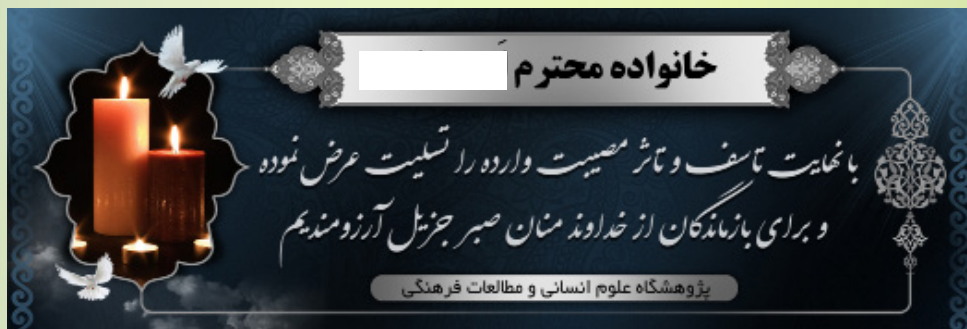 خانواده محترم
با نهایت تاسف و تاثر مصیبت وارده را تسلیت عرض نموده
و برای بازماندگان از خداوند منان صبر جزیل آرزومندیم
پژوهشگاه علوم انسانی و مطالعات فرهنگی